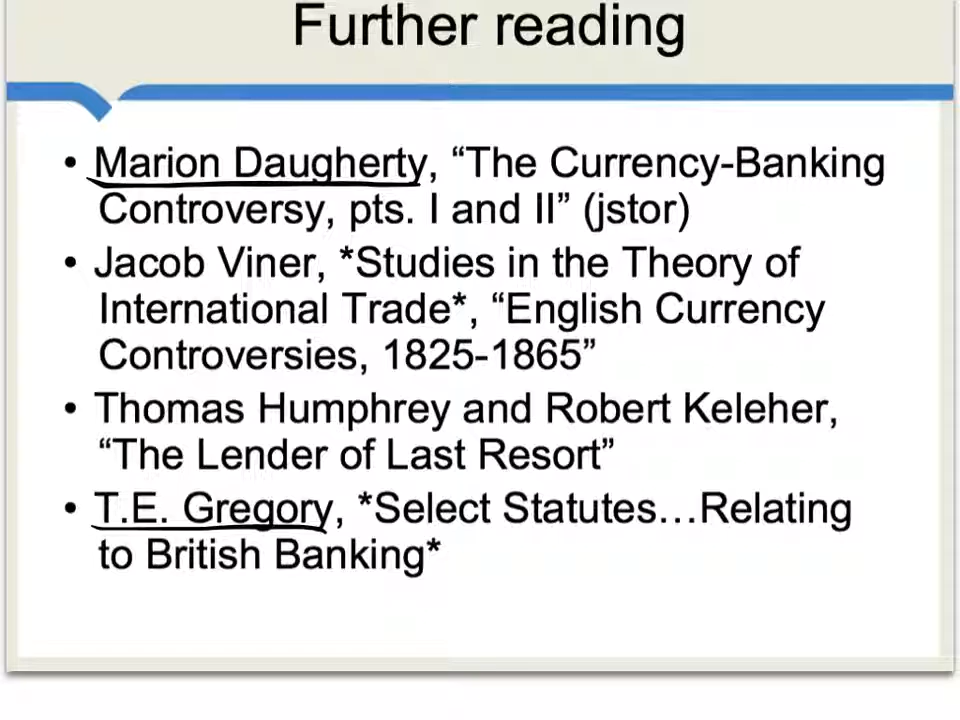 Further reading
• Marion Daugherty, “The Currency-Banking
Controversy, pts. I and II” (jstor)
• Jacob Viner, *Studies in the Theory of
International Trade*, “English Currency
Controversies, 1825-1865”
• Thomas Humphrey and Robert Keleher,
“The Lender of Last Resort”
• T.E. Gregory, *Select Statutes…Relating
to British Banking*